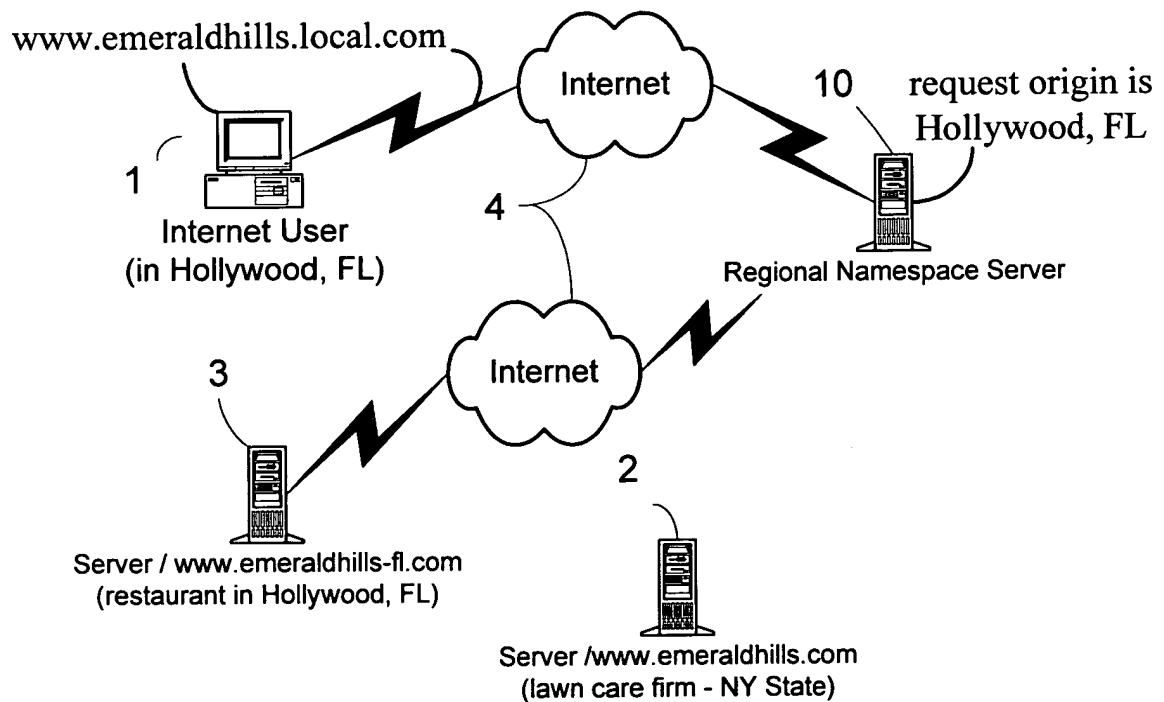 www.emeraldhills.local.com
Internet
10
request origin is
Hollywood, FL
1
Internet User
(in Hollywood, FL)
4
Regional Namespace Server
Internet
3
Server / www.emeraldhills-fl.com
(restaurant in Hollywood, FL)
2
Server /www.emeraldhills.com
(lawn care firm - NY State)